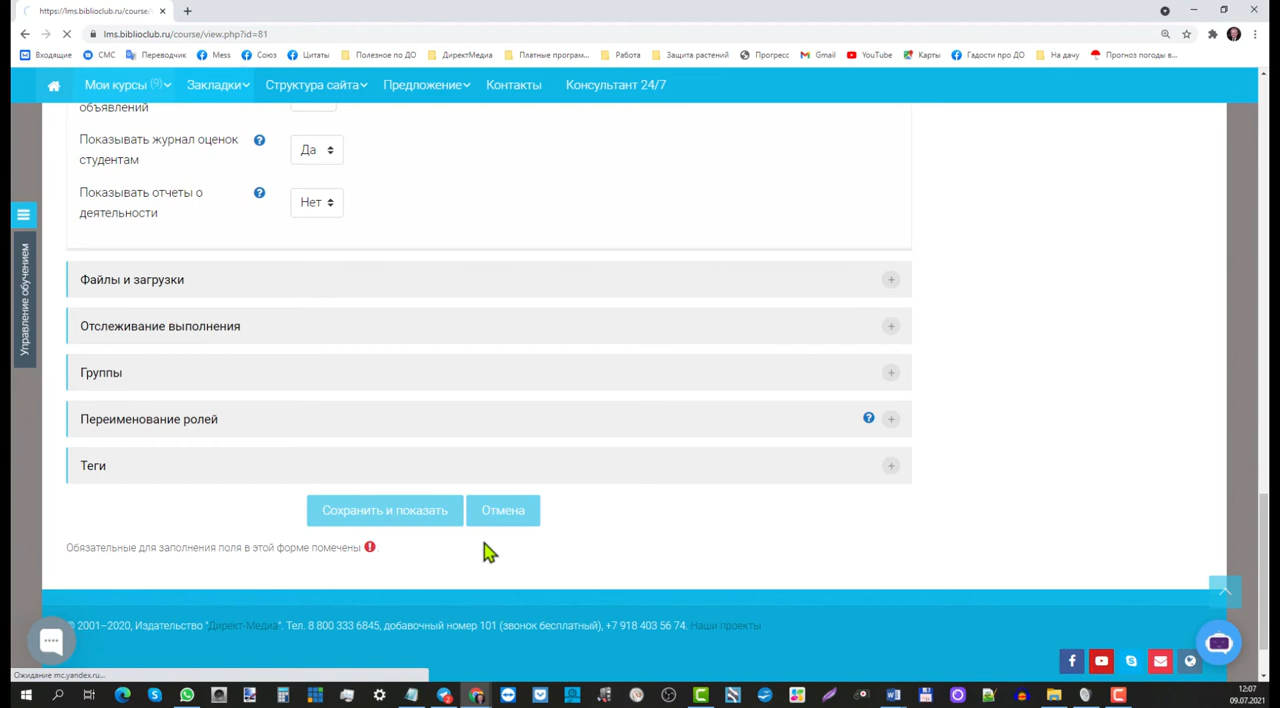 https://lms.biblioclub.ru/course/
lms.biblioclub.ru/course/view.php?id=81
Входящие СМС Переводчик Mess Союз Цитаты Полезное по ДО ДиректМедиа Платные програм... Работа Защита растений Прогресс Gmail YouTube Карты Гадости про ДО На дачу Прогноз погоды в...
Мои курсы (9) Закладки Структура сайта Предложение Контакты Консультант 24/7
объявлений
Показывать журнал оценок
студентам
Да
Показывать отчеты о
деятельности
Нет
Управление обучением
Файлы и загрузки
Отслеживание выполнения
Группы
Переименование ролей
Теги
Сохранить и показать Отмена
Обязательные для заполнения поля в этой форме помечены
© 2001–2020, Издательство "Директ-Медиа". Тел. 8 800 333 6845, добавочный номер 101 (звонок бесплатный), +7 918 403 56 74. Наши проекты
Ожидание mc.yandex.ru...
12:07
09.07.2021